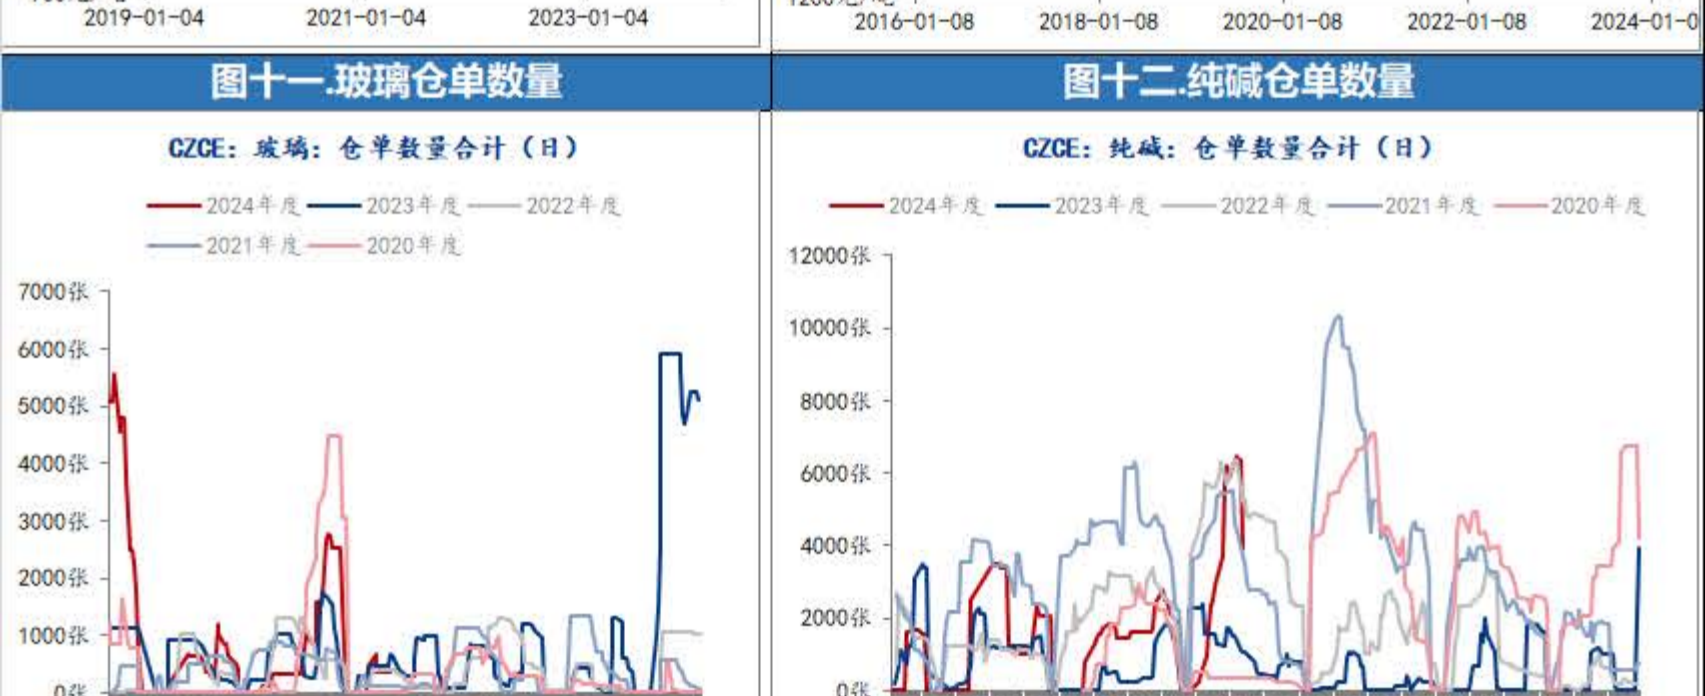 2019-01-04 2021-01-04 2023-01-04
2016-01-08 2018-01-08 2020-01-08 2022-01-08 2024-01-0
图十一.玻璃仓单数量
CZCE: 玻璃: 仓单数量合计（日）
2024年度 2023年度 2022年度
2021年度 2020年度
7000张
6000张
5000张
4000张
3000张
2000张
1000张
0张
图十二.纯碱仓单数量
CZCE: 纯碱: 仓单数量合计（日）
2024年度 2023年度 2022年度 2021年度 2020年度
12000张
10000张
8000张
6000张
4000张
2000张
0张